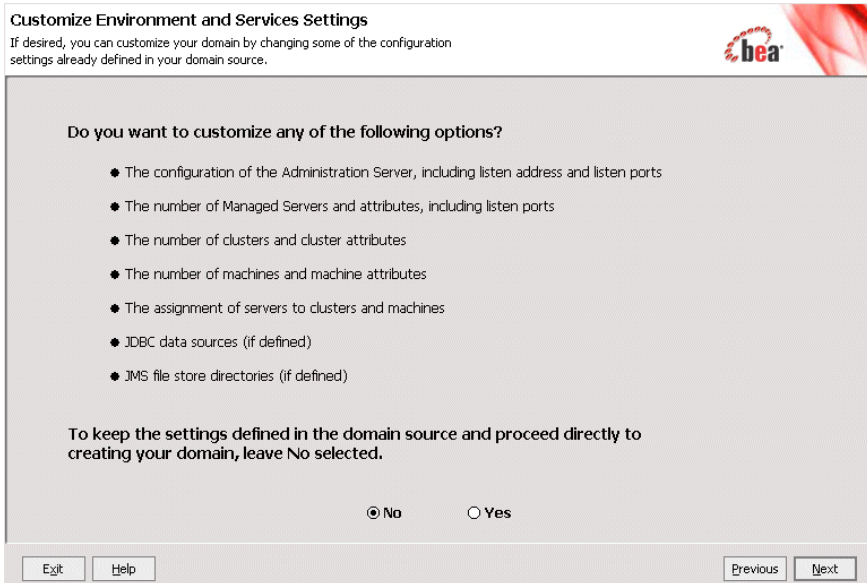 Customize Environment and Services Settings
If desired, you can customize your domain by changing some of the configuration
settings already defined in your domain source.
bea
Do you want to customize any of the following options?
The configuration of the Administration Server, including listen address and listen ports
The number of Managed Servers and attributes, including listen ports
The number of clusters and cluster attributes
The number of machines and machine attributes
The assignment of servers to clusters and machines
JDBC data sources (if defined)
JMS file store directories (if defined)
To keep the settings defined in the domain source and proceed directly to
creating your domain, leave No selected.
No Yes
Exit Help Previous Next